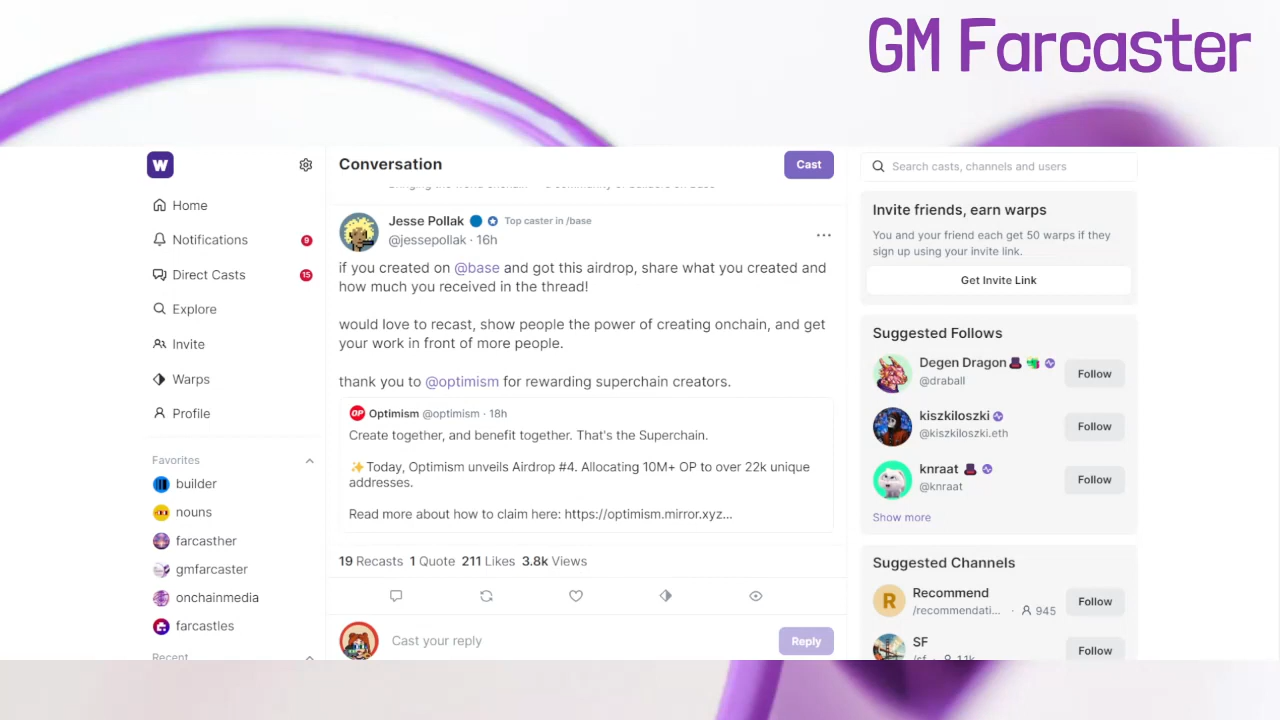 GM Farcaster
W
Home
Notifications 9
Direct Casts 15
Explore
Invite
Warps
Profile
Favorites
builder
nouns
farcasther
gmfarcaster
onchainmedia
farcastles
Recent
Conversation
Cast
Jesse Pollak Top caster in /base
@jessepollak · 16h
if you created on @base and got this airdrop, share what you created and
how much you received in the thread!
would love to recast, show people the power of creating onchain, and get
your work in front of more people.
thank you to @optimism for rewarding superchain creators.
OP Optimism @optimism · 18h
Create together, and benefit together. That's the Superchain.
✨Today, Optimism unveils Airdrop #4. Allocating 10M+ OP to over 22k unique
addresses.
Read more about how to claim here: https://optimism.mirror.xyz...
19 Recasts 1 Quote 211 Likes 3.8k Views
Cast your reply
Reply
Search casts, channels and users
Invite friends, earn warps
You and your friend each get 50 warps if they
sign up using your invite link.
Get Invite Link
Suggested Follows
Degen Dragon
@draball
Follow
kiszkiloszki
@kiszkiloszki.eth
Follow
knraat
@knraat
Follow
Show more
Suggested Channels
R
Recommend
/recommendati... · 945
Follow
SF
/sf · 1.1k
Follow